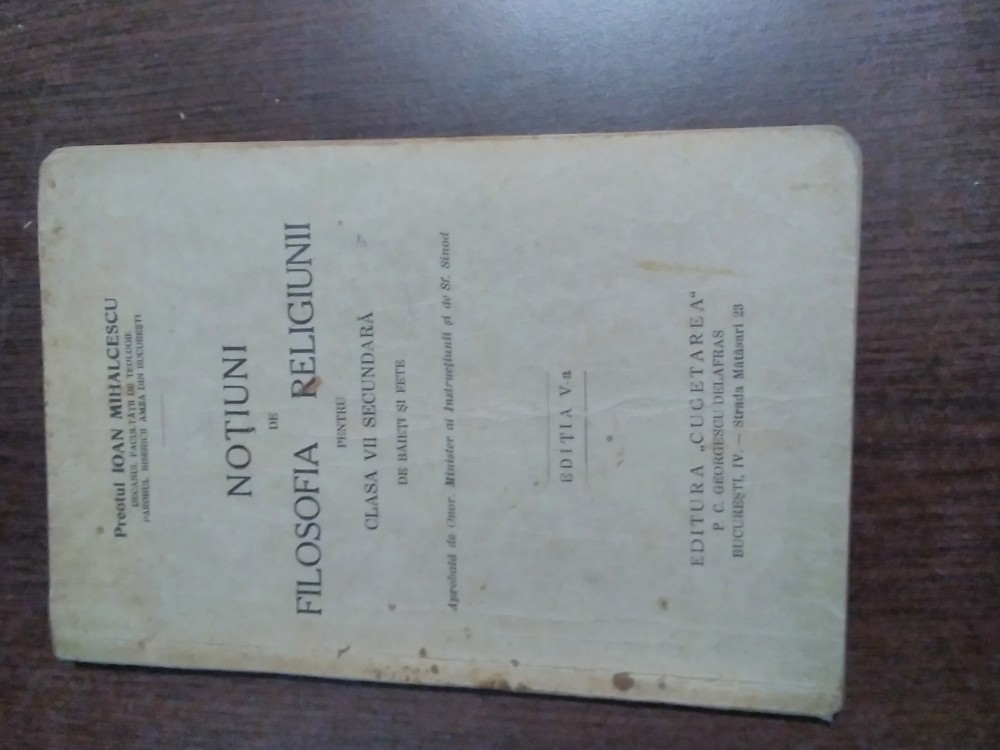 Preotul IOAN MIHALCESCU
DECANUL FACULTĂȚII DE TEOLOGIE
PAROHUL BISERICII AMZA DIN BUCUREȘTI
NOȚIUNI
DE
FILOSOFIA RELIGIUNII
PENTRU
CLASA VII SECUNDARĂ
DE BAIEȚI ȘI FETE
Aprobată de Onor. Minister al Instrucțiunii și de Sf. Sinod
EDIȚIA V-a
EDITURA „CUGETAREA“
P. C. GEORGESCU DELAFRAS
BUCUREȘTI, IV. — Strada Mătăsari 23